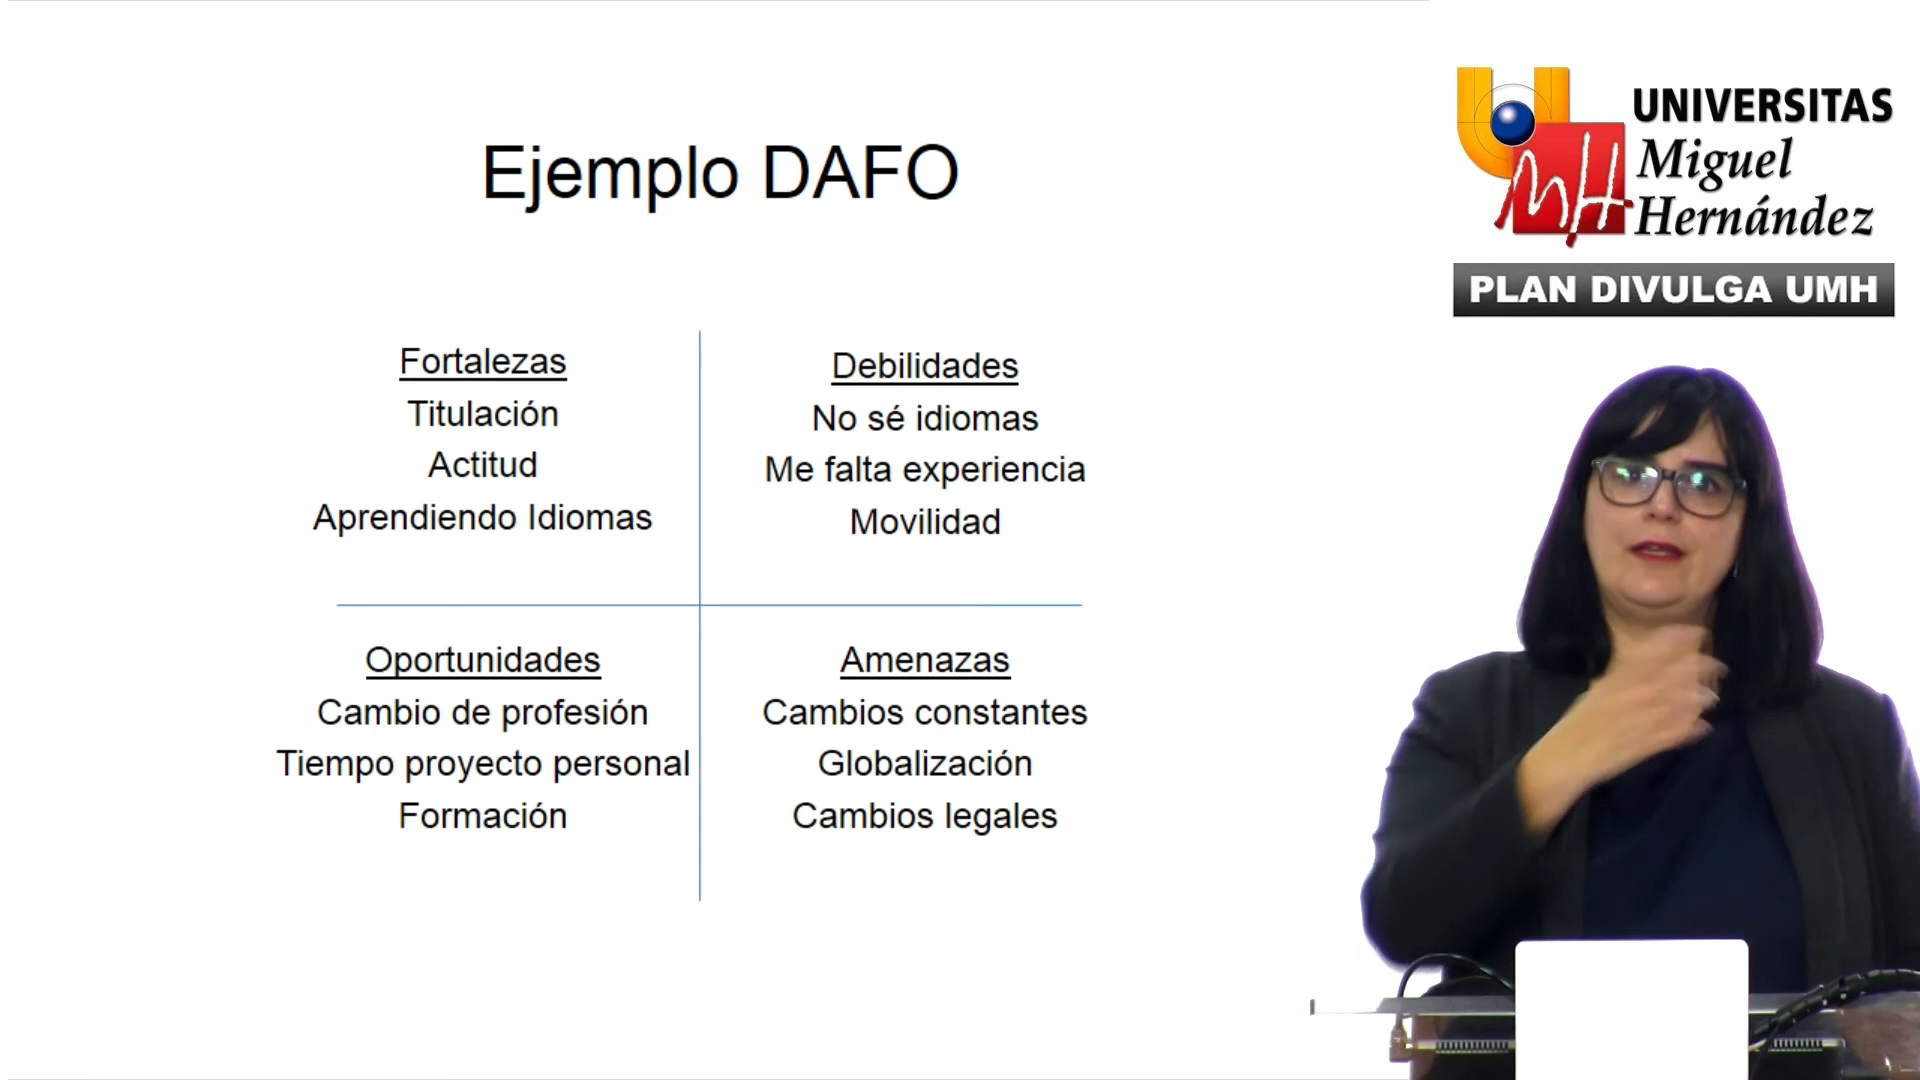 Ejemplo DAFO
Fortalezas
Titulación
Actitud
Aprendiendo Idiomas
Debilidades
No sé idiomas
Me falta experiencia
Movilidad
Oportunidades
Cambio de profesión
Tiempo proyecto personal
Formación
Amenazas
Cambios constantes
Globalización
Cambios legales
UMH
UNIVERSITAS
Miguel
Hernández
PLAN DIVULGA UMH